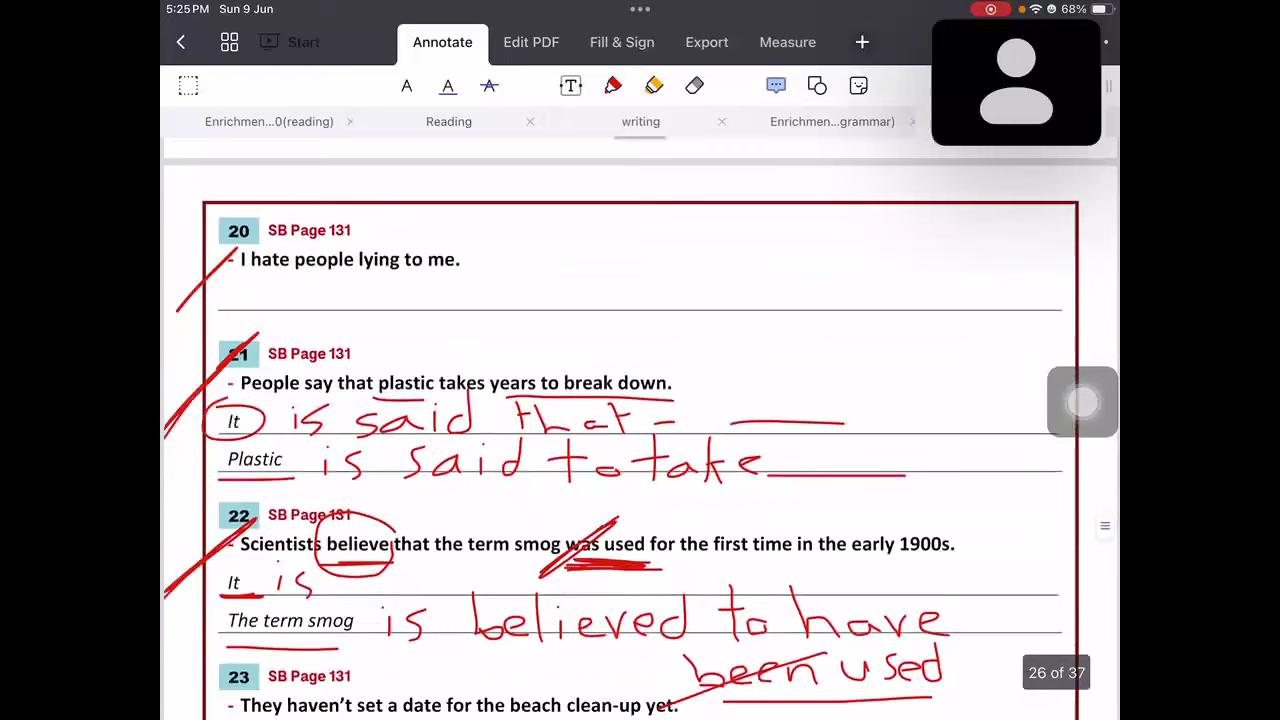 5:25 PM Sun 9 Jun 68%
Start Annotate Edit PDF Fill & Sign Export Measure
A A A T
Enrichmen...0(reading) × Reading × writing × Enrichmen...grammar) ×
20 SB Page 131
- I hate people lying to me.
21 SB Page 131
- People say that plastic takes years to break down.
It is said that
Plastic is said to take
22 SB Page 131
- Scientists believe that the term smog was used for the first time in the early 1900s.
It is
The term smog is believed to have
been used
23 SB Page 131
26 of 37
- They haven't set a date for the beach clean-up yet.